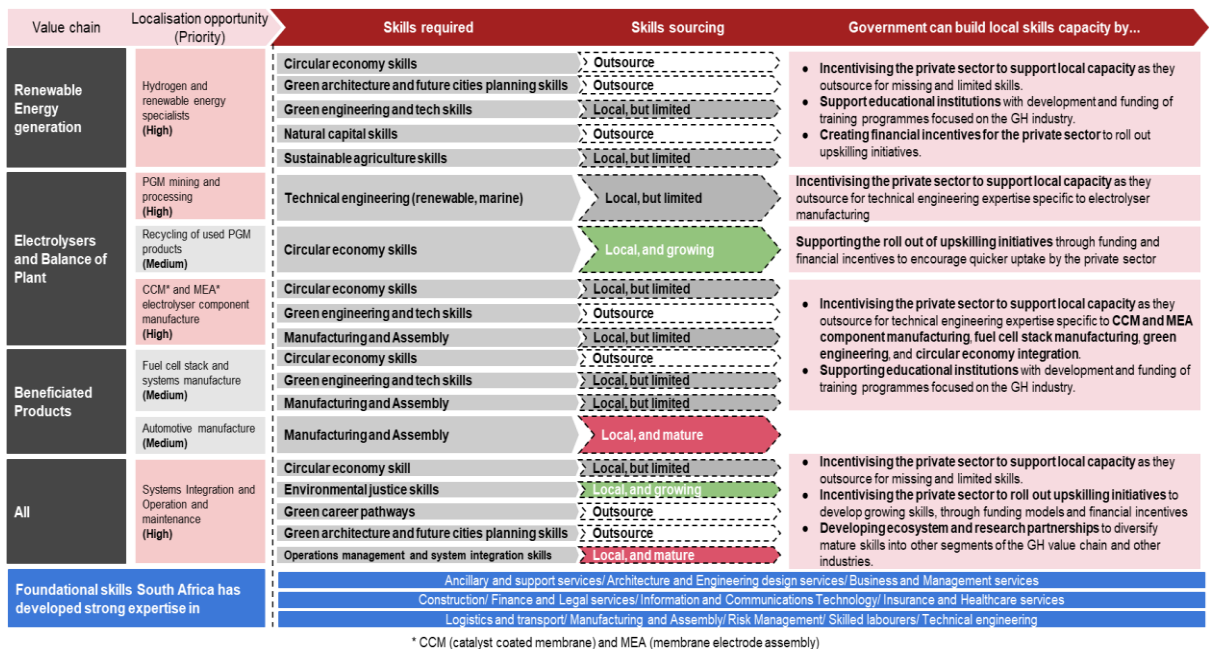 Value chain
Localisation opportunity
(Priority)
Skills required
Skills sourcing
Government can build local skills capacity by...
Renewable
Energy
generation
Hydrogen and
renewable energy
specialists
(High)
Circular economy skills
Outsource
Green architecture and future cities planning skills
Outsource
Green engineering and tech skills
Local, but limited
Natural capital skills
Outsource
Sustainable agriculture skills
Local, but limited
● Incentivising the private sector to support local capacity as they
outsource for missing and limited skills.
● Support educational institutions with development and funding of
training programmes focused on the GH industry.
● Creating financial incentives for the private sector to roll out
upskilling initiatives.
Electrolysers
and Balance of
Plant
PGM mining and
processing
(High)
Technical engineering (renewable, marine)
Local, but limited
Incentivising the private sector to support local capacity as they
outsource for technical engineering expertise specific to electrolyser
manufacturing
Recycling of used PGM
products
(Medium)
Circular economy skills
Local, and growing
Supporting the roll out of upskilling initiatives through funding and
financial incentives to encourage quicker uptake by the private sector
CCM* and MEA*
electrolyser component
manufacture
(High)
Circular economy skills
Local, but limited
Green engineering and tech skills
Outsource
Manufacturing and Assembly
Local, but limited
● Incentivising the private sector to support local capacity as they
outsource for technical engineering expertise specific to CCM and MEA
component manufacturing, fuel cell stack manufacturing, green
engineering, and circular economy integration.
● Supporting educational institutions with development and funding of
training programmes focused on the GH industry.
Beneficiated
Products
Fuel cell stack and
systems manufacture
(Medium)
Circular economy skills
Outsource
Green engineering and tech skills
Local, but limited
Manufacturing and Assembly
Local, but limited
Automotive manufacture
(Medium)
Manufacturing and Assembly
Local, and mature
All
Systems Integration and
Operation and
maintenance
(High)
Circular economy skill
Local, but limited
Environmental justice skills
Local, and growing
Green career pathways
Outsource
Green architecture and future cities planning skills
Outsource
Operations management and system integration skills
Local, and mature
● Incentivising the private sector to support local capacity as they
outsource for missing and limited skills.
● Incentivising the private sector to roll out upskilling initiatives to
develop growing skills, through funding models and financial incentives
● Developing ecosystem and research partnerships to diversify
mature skills into other segments of the GH value chain and other
industries.
Foundational skills South Africa has
developed strong expertise in
Ancillary and support services/ Architecture and Engineering design services/ Business and Management services
Construction/ Finance and Legal services/ Information and Communications Technology/ Insurance and Healthcare services
Logistics and transport/ Manufacturing and Assembly/ Risk Management/ Skilled labourers/ Technical engineering
* CCM (catalyst coated membrane) and MEA (membrane electrode assembly)